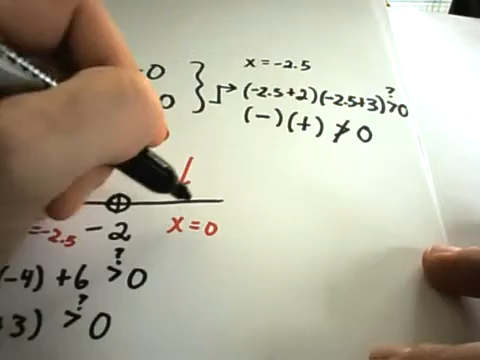 x = -2.5
-0
0
(-2.5+2)(-2.5+3) ?> 0
(-)(+) ≯ 0
=-2.5 -2 x=0
(-4) + 6 ?> 0
+3) ?> 0